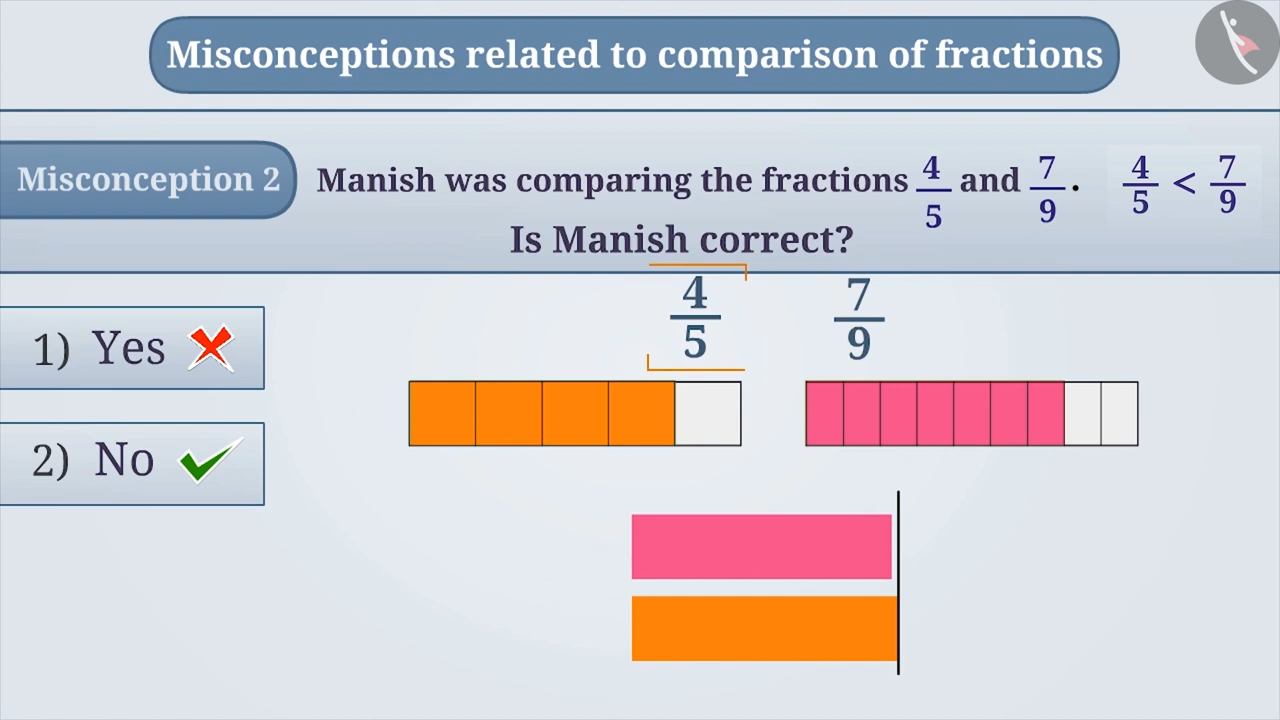 Misconceptions related to comparison of fractions
Misconception 2
Manish was comparing the fractions 4/5 and 7/9. 4/5 < 7/9
Is Manish correct?
1) Yes
2) No
4/5 7/9